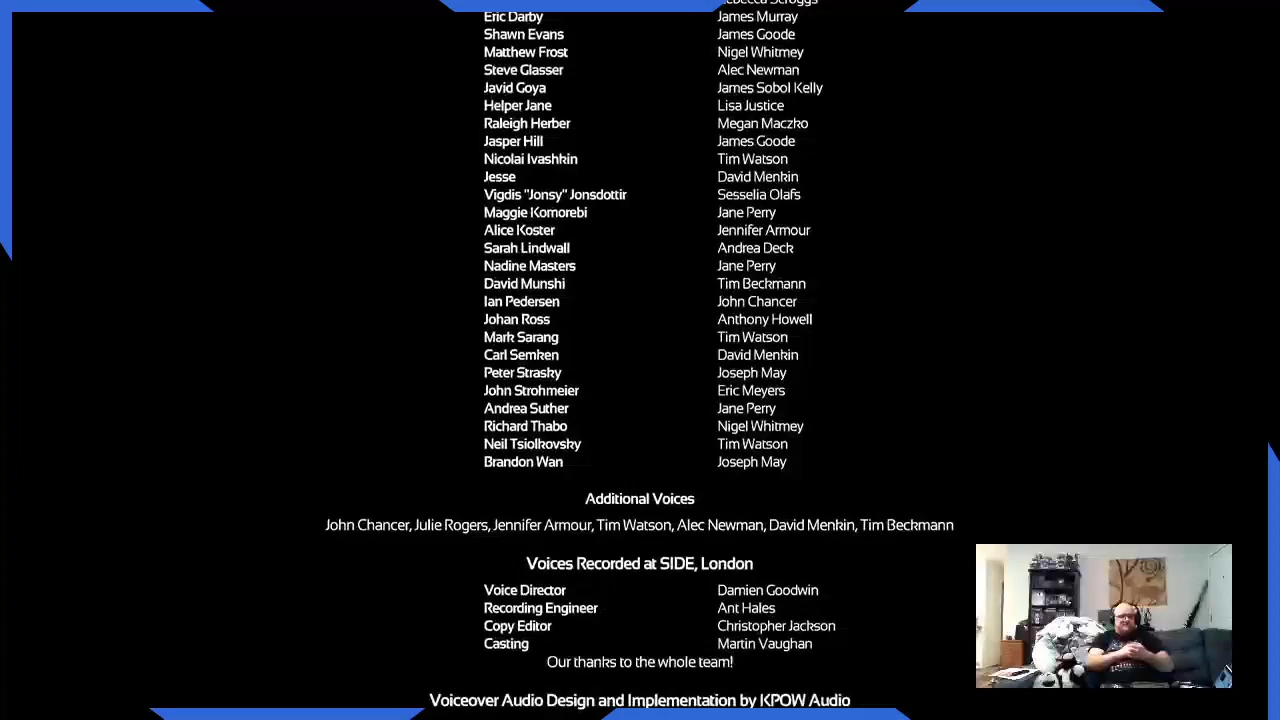 Eric Darby James Murray
Shawn Evans James Goode
Matthew Frost Nigel Whitmey
Steve Glasser Alec Newman
Javid Goya James Sobol Kelly
Helper Jane Lisa Justice
Raleigh Herber Megan Maczko
Jasper Hill James Goode
Nicolai Ivashkin Tim Watson
Jesse David Menkin
Vigdis "Jonsy" Jonsdottir Sesselia Olafs
Maggie Komorebi Jane Perry
Alice Koster Jennifer Armour
Sarah Lindwall Andrea Deck
Nadine Masters Jane Perry
David Munshi Tim Beckmann
Ian Pedersen John Chancer
Johan Ross Anthony Howell
Mark Sarang Tim Watson
Carl Semken David Menkin
Peter Strasky Joseph May
John Strohmeier Eric Meyers
Andrea Suther Jane Perry
Richard Thabo Nigel Whitmey
Neil Tsiolkovsky Tim Watson
Brandon Wan Joseph May
Additional Voices
John Chancer, Julie Rogers, Jennifer Armour, Tim Watson, Alec Newman, David Menkin, Tim Beckmann
Voices Recorded at SIDE, London
Voice Director Damien Goodwin
Recording Engineer Ant Hales
Copy Editor Christopher Jackson
Casting Martin Vaughan
Our thanks to the whole team!
Voiceover Audio Design and Implementation by KPOW Audio